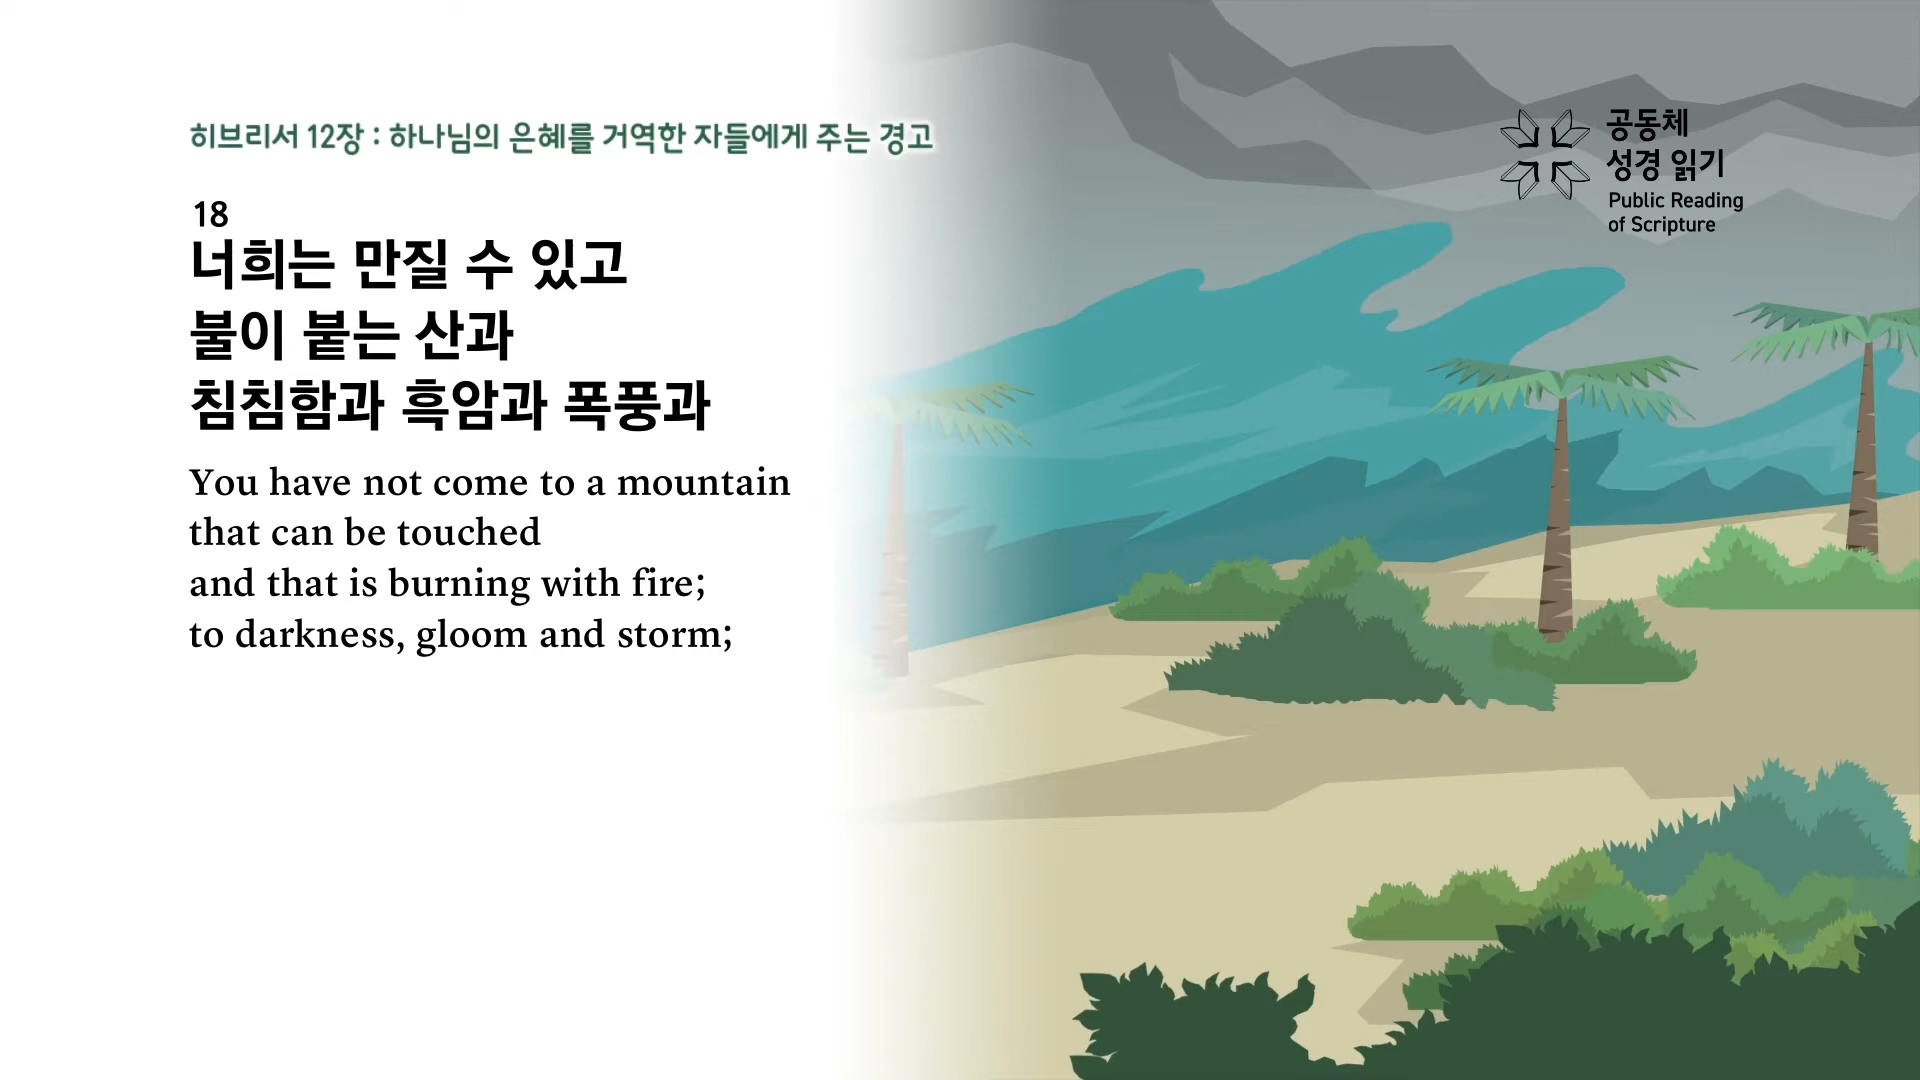 히브리서 12장 : 하나님의 은혜를 거역한 자들에게 주는 경고
18
너희는 만질 수 있고
불이 붙는 산과
침침함과 흑암과 폭풍과
You have not come to a mountain
that can be touched
and that is burning with fire;
to darkness, gloom and storm;
공동체
성경 읽기
Public Reading
of Scripture